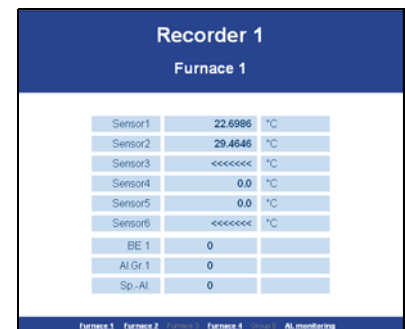 Recorder 1
Furnace 1
Sensor1 22.6986 °C
Sensor2 29.4646 °C
Sensor3 <<<<<<< °C
Sensor4 0.0 °C
Sensor5 0.0 °C
Sensor6 <<<<<<< °C
BE 1 0
Al.Gr.1 0
Sp.-Al. 0
Furnace 1 Furnace 2 Furnace 3 Furnace 4 Group 5 AL monitoring